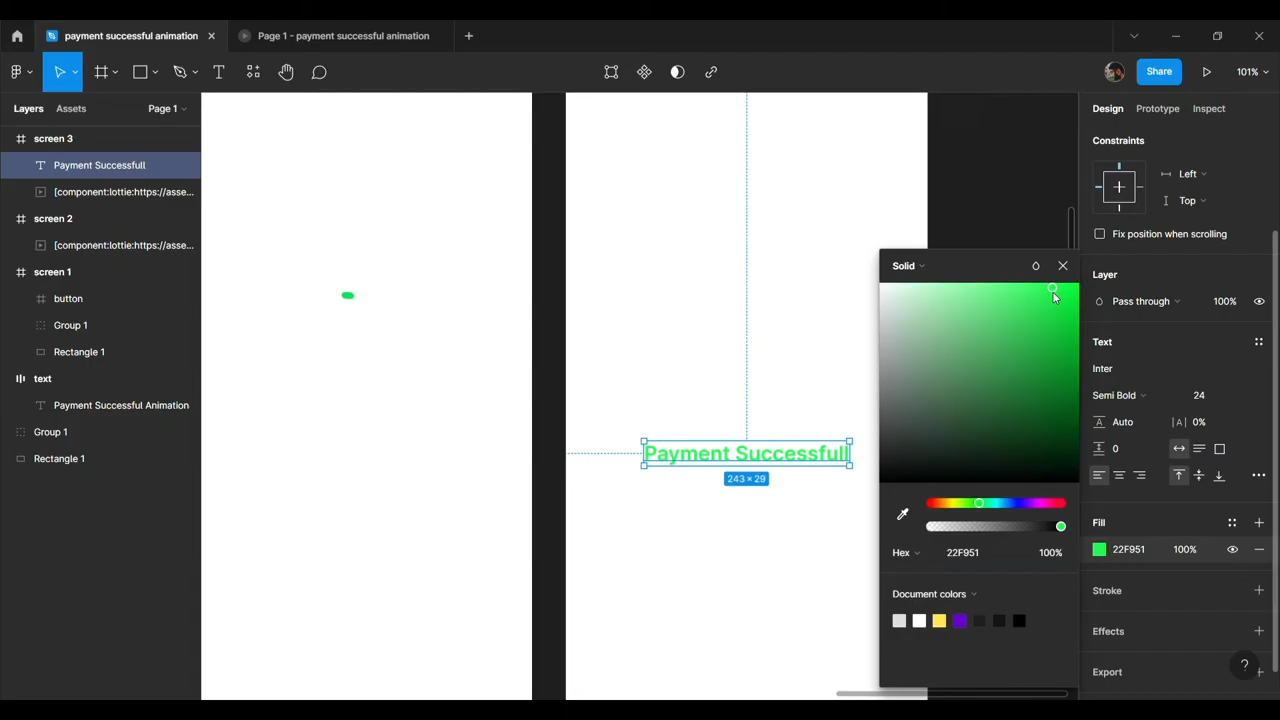 payment successful animation
Page 1 - payment successful animation
Share
101%
Layers
Assets
Page 1
screen 3
Payment Successfull
[component:lottie:https://asse...
screen 2
[component:lottie:https://asse...
screen 1
button
Group 1
Rectangle 1
text
Payment Successful Animation
Group 1
Rectangle 1
Payment Successfull
243 × 29
Solid
Hex
22F951
100%
Document colors
Design
Prototype
Inspect
Constraints
Left
Top
Fix position when scrolling
Layer
Pass through
100%
Text
Inter
Semi Bold
24
Auto
0%
0
Fill
22F951
100%
Stroke
Effects
Export
?